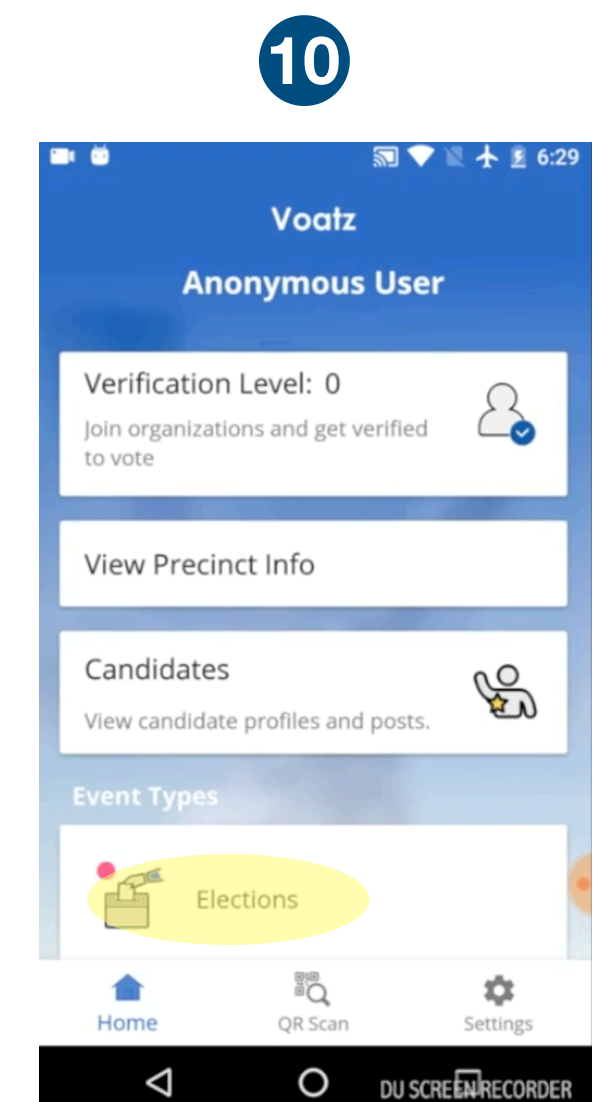 10
6:29
Voatz
Anonymous User
Verification Level: 0
Join organizations and get verified
to vote
View Precinct Info
Candidates
View candidate profiles and posts.
Event Types
Elections
Home
QR Scan
Settings
DU SCREEN RECORDER